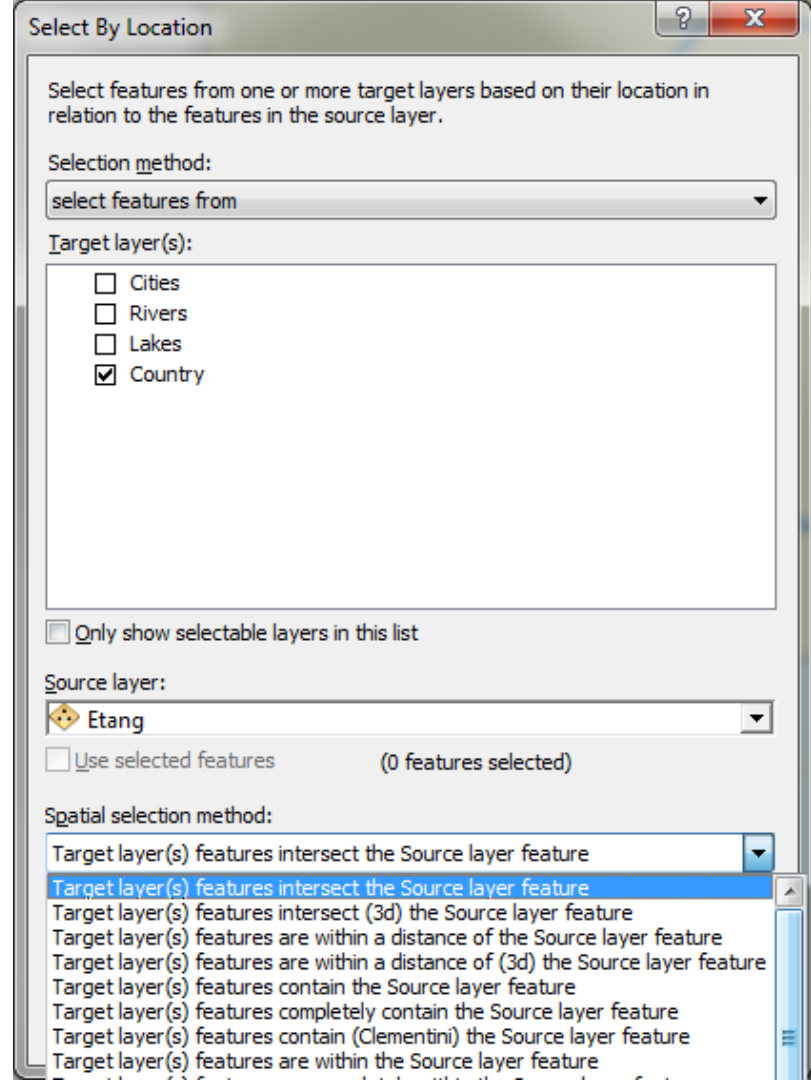 Select By Location
?
Select features from one or more target layers based on their location in
relation to the features in the source layer.
Selection method:
select features from
Target layer(s):
Cities
Rivers
Lakes
Country
Only show selectable layers in this list
Source layer:
Etang
Use selected features (0 features selected)
Spatial selection method:
Target layer(s) features intersect the Source layer feature
Target layer(s) features intersect the Source layer feature
Target layer(s) features intersect (3d) the Source layer feature
Target layer(s) features are within a distance of the Source layer feature
Target layer(s) features are within a distance of (3d) the Source layer feature
Target layer(s) features contain the Source layer feature
Target layer(s) features completely contain the Source layer feature
Target layer(s) features contain (Clementini) the Source layer feature
Target layer(s) features are within the Source layer feature